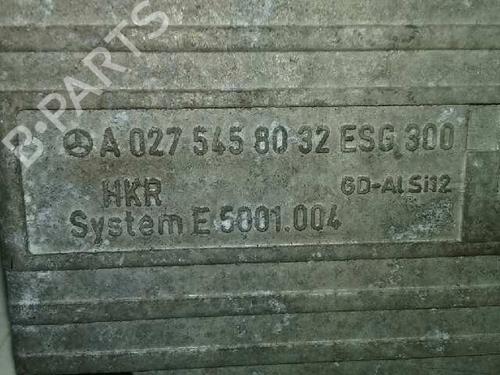 B-PARTS
A 027 545 80 32 ESG 300
HKR GD-AlSi12
System E 5001.004